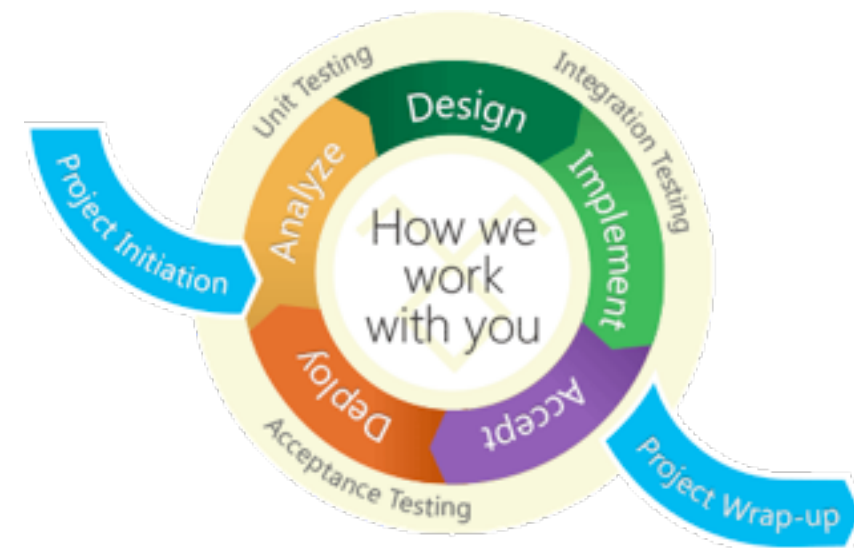 Project Initiation
Unit Testing
Integration Testing
Analyze
Design
Implement
Accept
Deploy
How we
work
with you
Acceptance Testing
Project Wrap-up